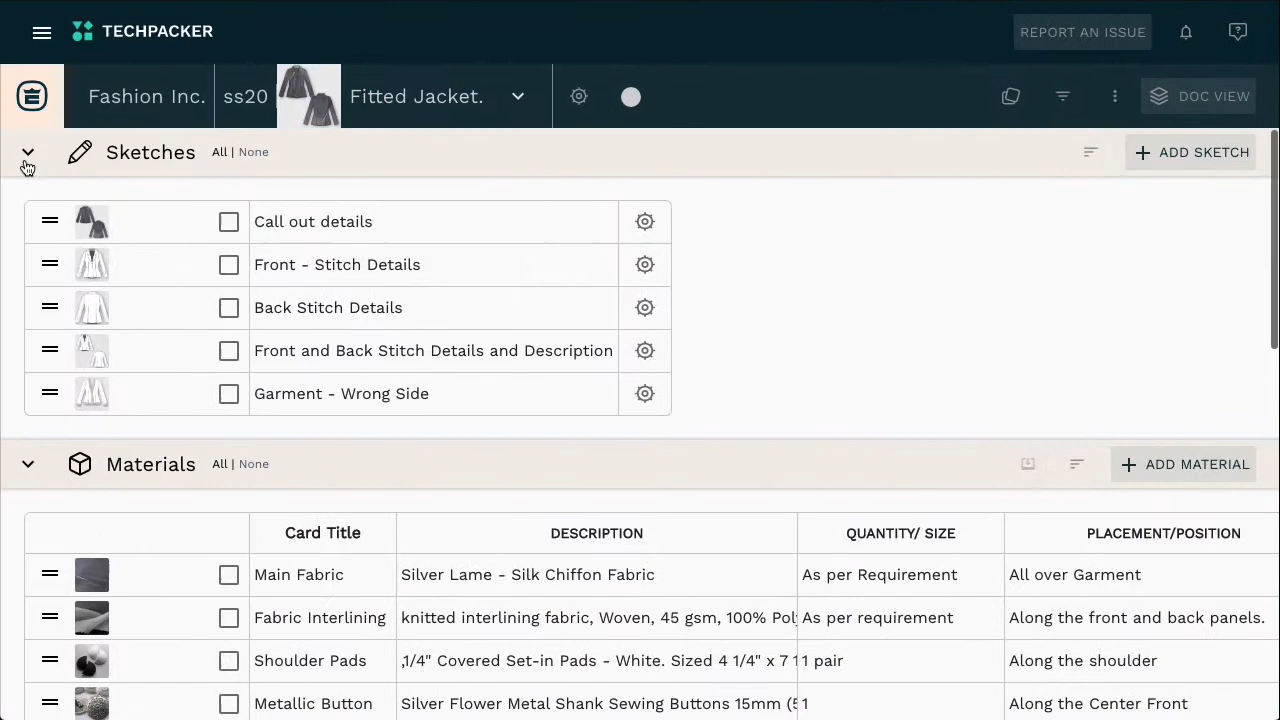 TECHPACKER
REPORT AN ISSUE
Fashion Inc.
ss20
Fitted Jacket.
DOC VIEW
Sketches
All | None
ADD SKETCH
Call out details
Front - Stitch Details
Back Stitch Details
Front and Back Stitch Details and Description
Garment - Wrong Side
Materials
All | None
ADD MATERIAL
Card Title
DESCRIPTION
QUANTITY/ SIZE
PLACEMENT/POSITION
Main Fabric
Silver Lame - Silk Chiffon Fabric
As per Requirement
All over Garment
Fabric Interlining
knitted interlining fabric, Woven, 45 gsm, 100% Pol
As per requirement
Along the front and back panels.
Shoulder Pads
,1/4" Covered Set-in Pads - White. Sized 4 1/4" x 7 1
1 pair
Along the shoulder
Metallic Button
Silver Flower Metal Shank Sewing Buttons 15mm (5
1
Along the Center Front